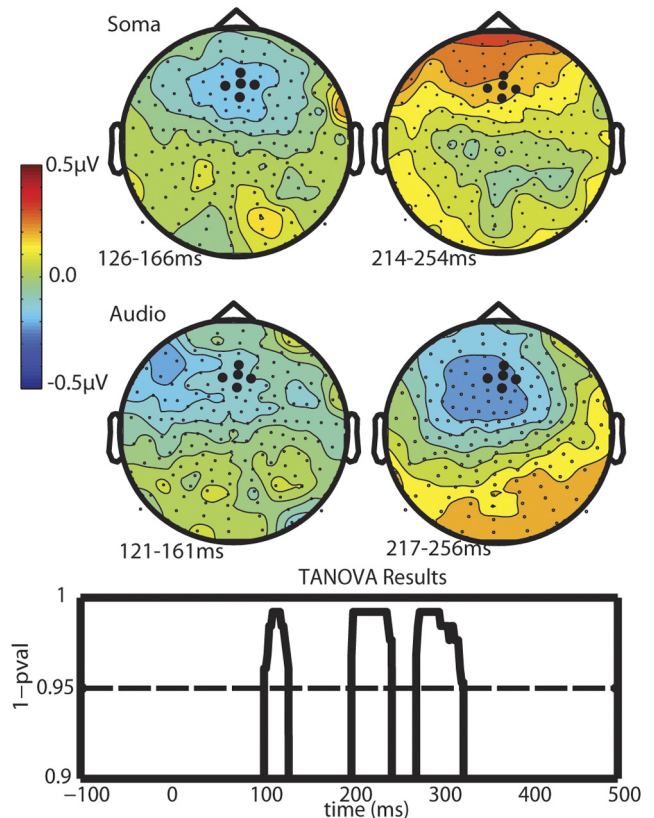 Soma
0.5µV
0.0
-0.5µV
126-166ms
214-254ms
Audio
121-161ms
217-256ms
TANOVA Results
1-pval
1
0.95
0.9
−100
0
100
200
300
400
500
time (ms)